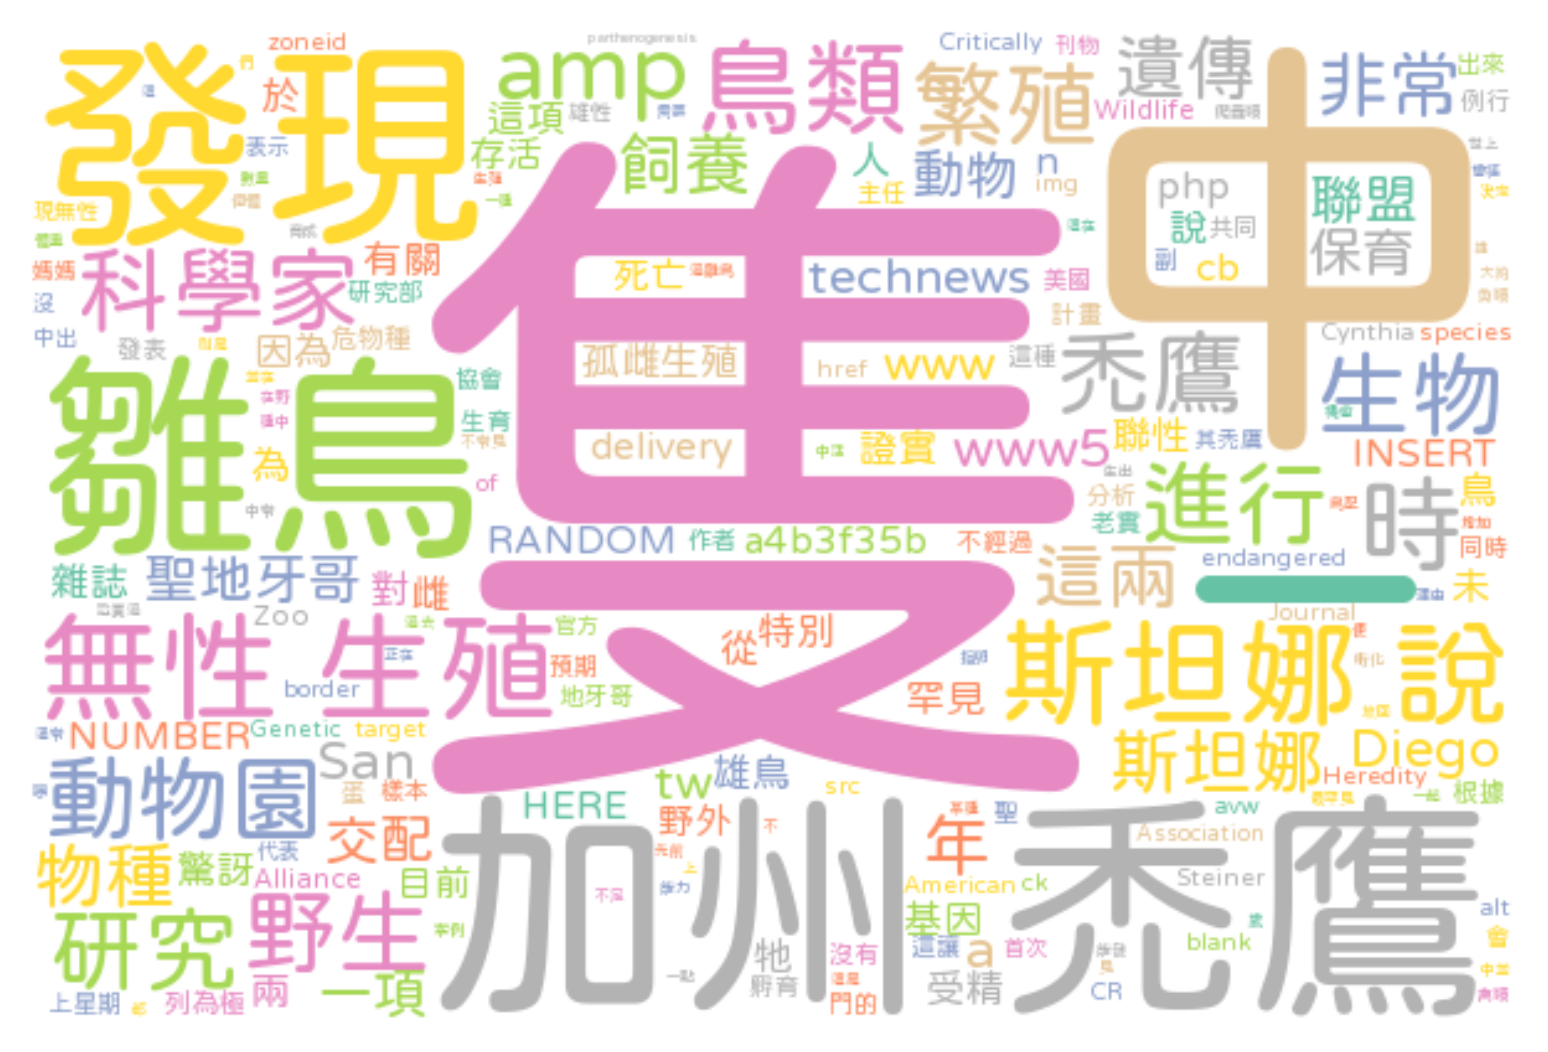 parthenogenesis
zoneid
amp
鳥類
Critically
刊物
遺傳
非常
出來
例行
發現
於
這項
雄性
繁殖
Wildlife
中
表示
存活
飼養
人
主任
動物
n
img
php
聯盟
說
共同
保育
副
cb
現無性
媽媽
科學家
有關
研究部
隻
死亡
technews
美國
計畫
沒
中出
發表
因為
危物種
孤雌生殖
href
www
這種
禿鷹
Cynthia
species
生物
雛鳥
協會
生育
為
delivery
證實
www5
聯性
其禿鷹
INSERT
of
分析
老實
進行
時
鳥
同時
RANDOM
作者
a4b3f35b
不經過
這兩
endangered
一
未
雜誌
聖地牙哥
對
雌
Zoo
Journal
無性 生殖
官方
預期
地牙哥
從
特別
罕見
斯坦娜 說
border
NUMBER
Genetic
target
San
動物園
蛋
樣本
tw
雄鳥
src
斯坦娜
Diego
Heredity
根據
HERE
野外
年
聖
avw
Association
交配
加州 禿鷹
物種
驚訝
代表
Alliance
目前
American
ck
Steiner
研究
野生
基因
alt
會
牠
沒有
這讓
a
首次
blank
上星期
列為極
兩
一項
孵育
門的
受精
CR